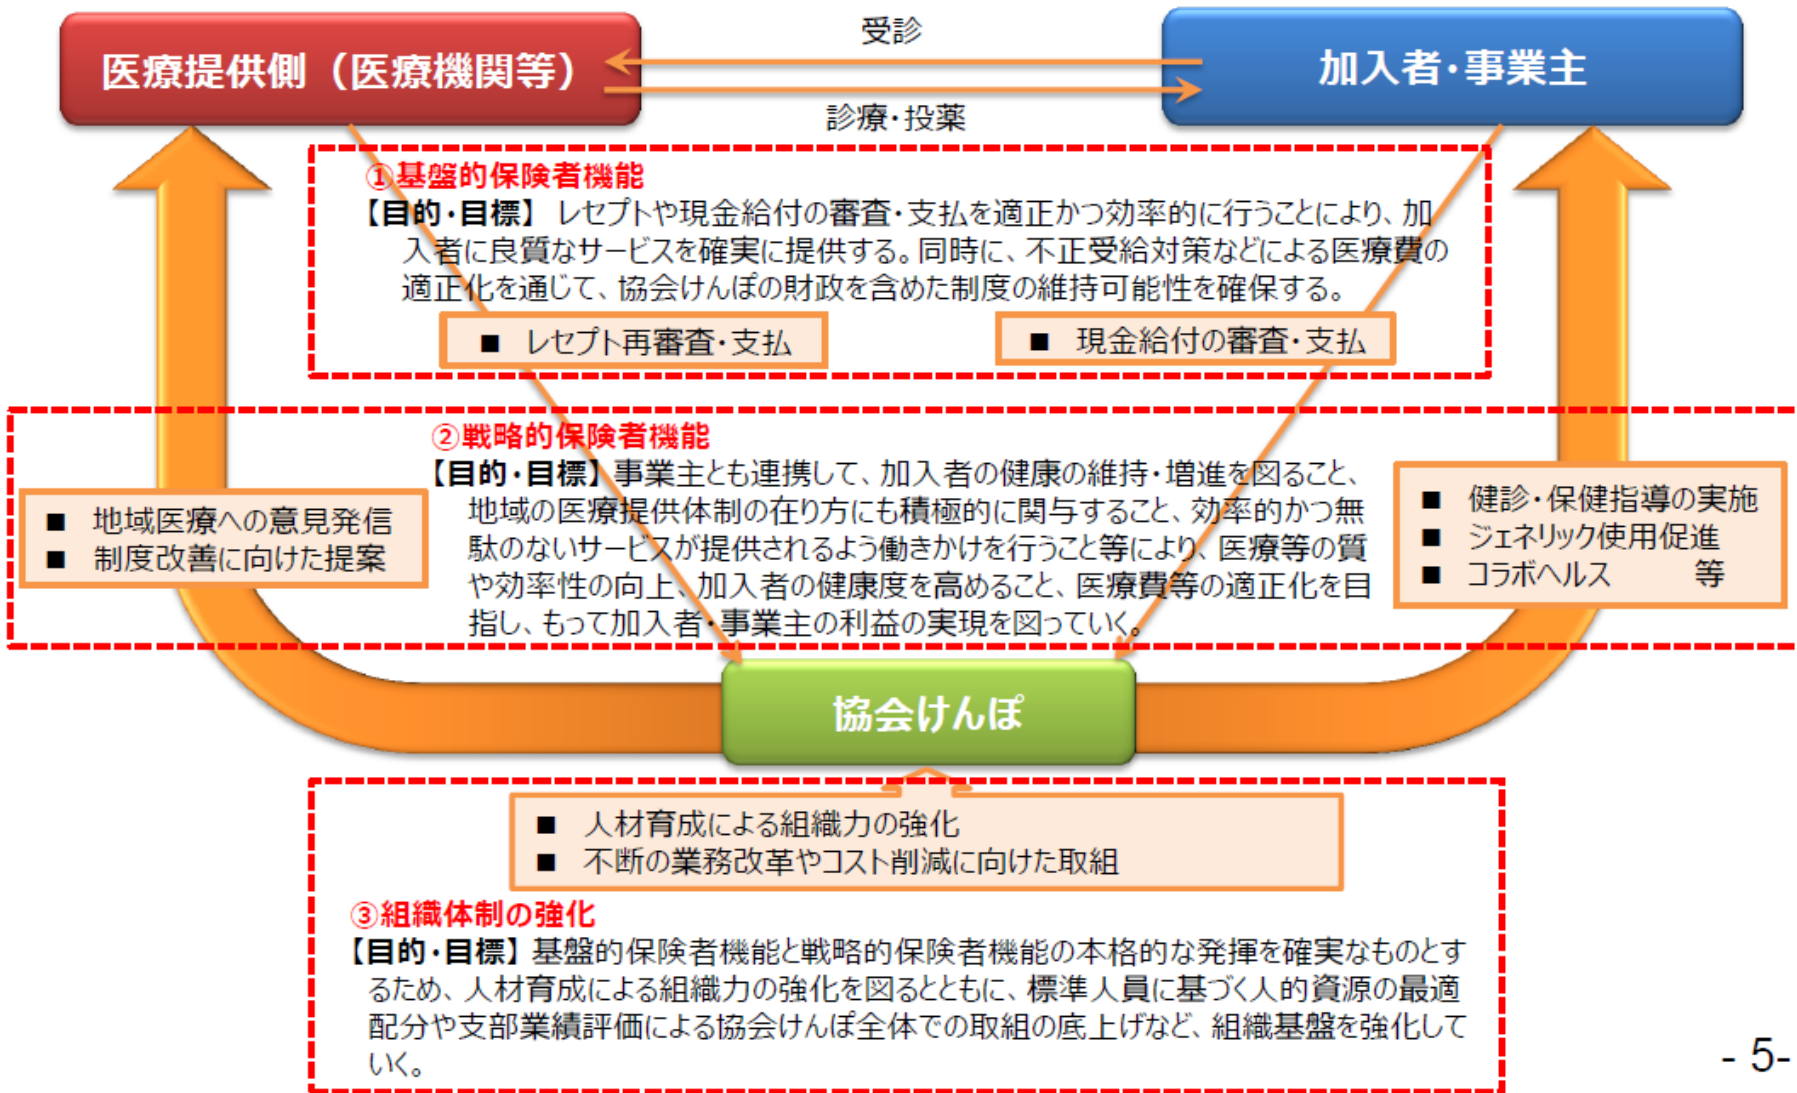 受診
医療提供側（医療機関等）
加入者・事業主
診療・投薬
①基盤的保険者機能
【目的・目標】 レセプトや現金給付の審査・支払を適正かつ効率的に行うことにより、加
入者に良質なサービスを確実に提供する。同時に、不正受給対策などによる医療費の
適正化を通じて、協会けんぽの財政を含めた制度の維持可能性を確保する。
■ レセプト再審査・支払
■ 現金給付の審査・支払
②戦略的保険者機能
【目的・目標】 事業主とも連携して、加入者の健康の維持・増進を図ること、
地域の医療提供体制の在り方にも積極的に関与すること、効率的かつ無
駄のないサービスが提供されるよう働きかけを行うこと等により、医療等の質
や効率性の向上、加入者の健康度を高めること、医療費等の適正化を目
指し、もって加入者・事業主の利益の実現を図っていく。
■ 地域医療への意見発信
■ 制度改善に向けた提案
■ 健診・保健指導の実施
■ ジェネリック使用促進
■ コラボヘルス 等
協会けんぽ
■ 人材育成による組織力の強化
■ 不断の業務改革やコスト削減に向けた取組
③組織体制の強化
【目的・目標】 基盤的保険者機能と戦略的保険者機能の本格的な発揮を確実なものとす
るため、人材育成による組織力の強化を図るとともに、標準人員に基づく人的資源の最適
配分や支部業績評価による協会けんぽ全体での取組の底上げなど、組織基盤を強化して
いく。
- 5-